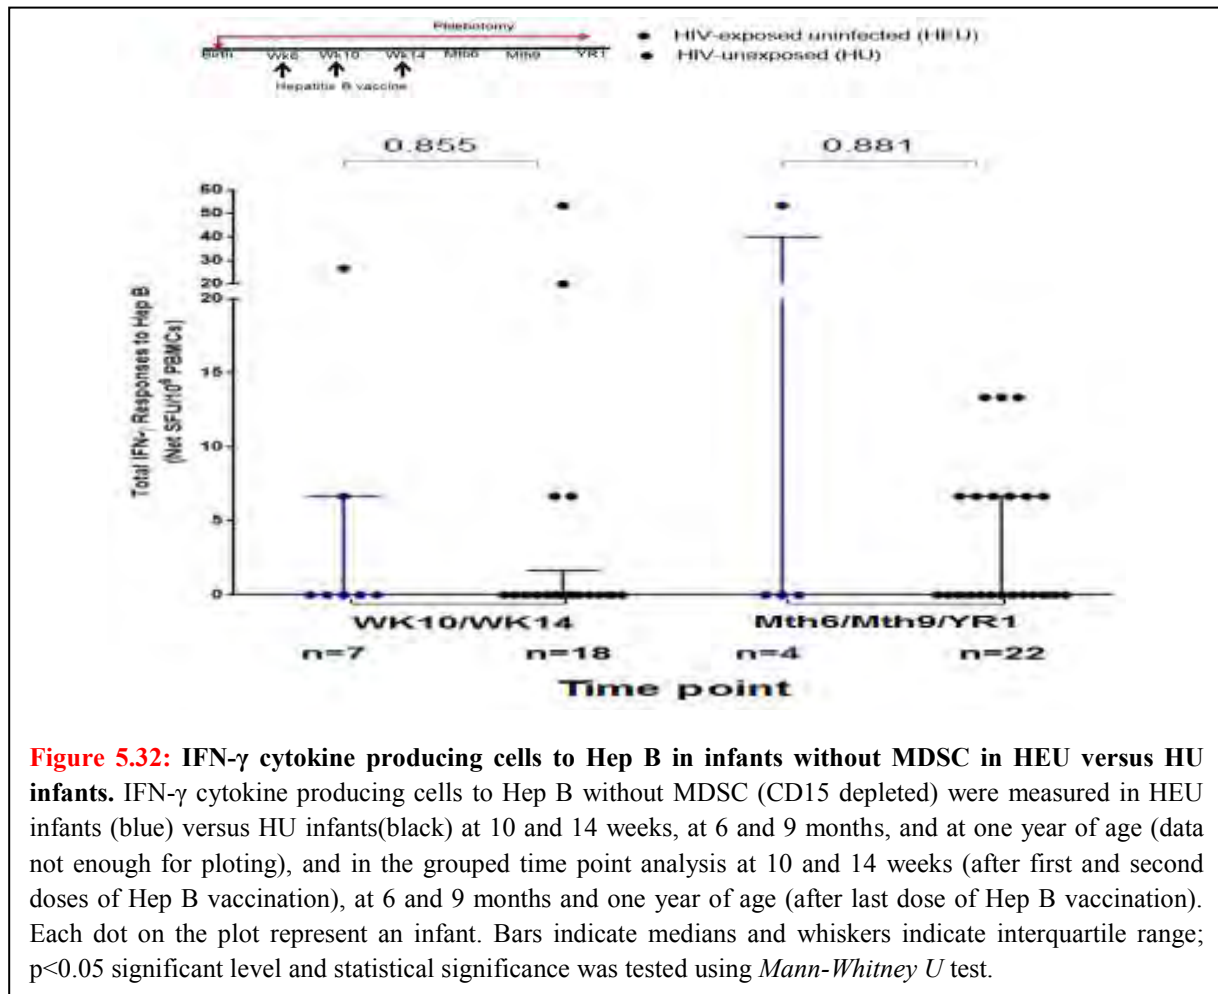 Phlebotomy
Birth Wk6 Wk10 Wk14 Mth6 Mth9 YR1
Hepatitis B vaccine
HIV-exposed uninfected (HEU)
HIV-unexposed (HU)
0.855 0.881
Total IFN-γ Responses to Hep B
(Net SFU/10⁶ PBMCs)
60
50
40
30
20
20
15
10
5
0
WK10/WK14 Mth6/Mth9/YR1
n=7 n=18 n=4 n=22
Time point
Figure 5.32: IFN-γ cytokine producing cells to Hep B in infants without MDSC in HEU versus HU
infants. IFN-γ cytokine producing cells to Hep B without MDSC (CD15 depleted) were measured in HEU
infants (blue) versus HU infants(black) at 10 and 14 weeks, at 6 and 9 months, and at one year of age (data
not enough for ploting), and in the grouped time point analysis at 10 and 14 weeks (after first and second
doses of Hep B vaccination), at 6 and 9 months and one year of age (after last dose of Hep B vaccination).
Each dot on the plot represent an infant. Bars indicate medians and whiskers indicate interquartile range;
p<0.05 significant level and statistical significance was tested using Mann-Whitney U test.